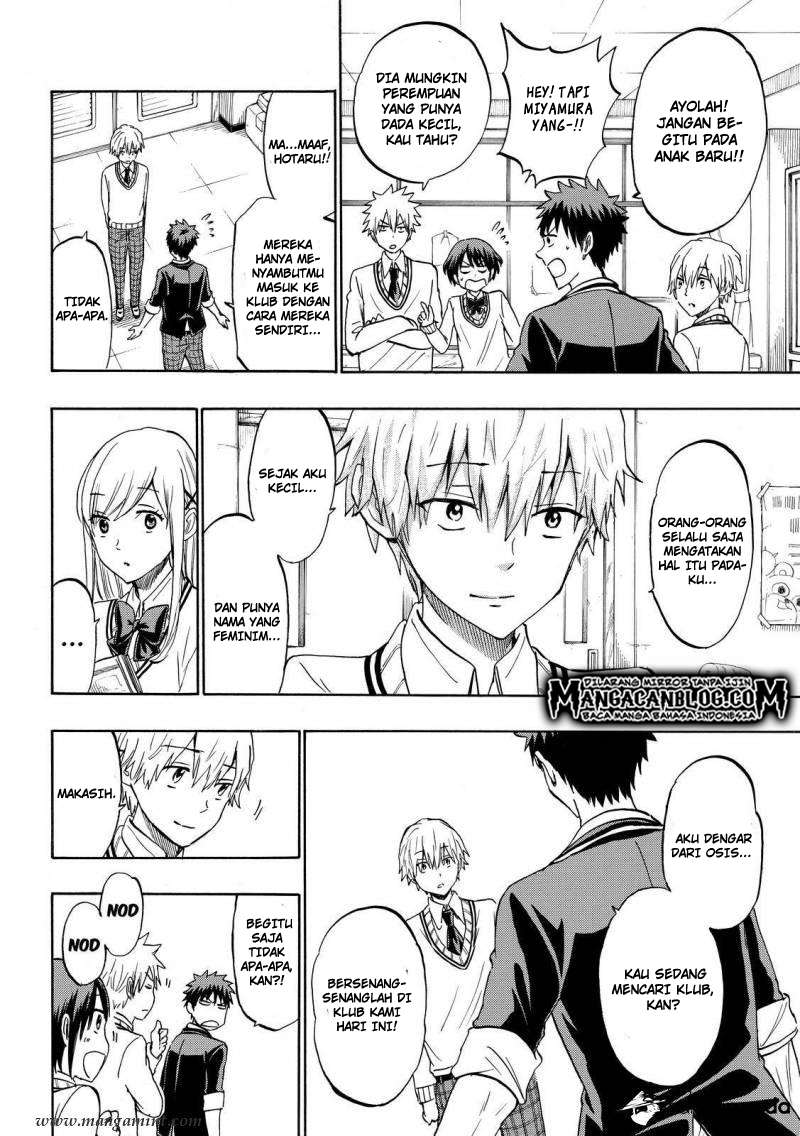 AYOLAH!
JANGAN BE-
GITU PADA
ANAK BARU!!
HEY! TAPI
MIYAMURA
YANG-!!
DIA MUNGKIN
PEREMPUAN
YANG PUNYA
DADA KECIL,
KAU TAHU?
MA...MAAF,
HOTARU!!
MEREKA
HANYA ME-
NYAMBUTMU
MASUK KE
KLUB DENGAN
CARA MEREKA
SENDIRI...
TIDAK
APA-APA.
ORANG-ORANG
SELALU SAJA
MENGATAKAN
HAL ITU PADA-
KU...
SEJAK AKU
KECIL...
DAN PUNYA
NAMA YANG
FEMINIM...
...
DILARANG MIRROR TANPA IJIN
MANGACANBLOG.COM
BACA MANGA BAHASA INDONESIA
AKU DENGAR
DARI OSIS...
KAU SEDANG
MENCARI KLUB,
KAN?
BERSENANG-
SENANGLAH DI
KLUB KAMI
HARI INI!
MAKASIH.
BEGITU
SAJA
TIDAK
APA-APA,
KAN?!
NOD
NOD
www.mangamint.com